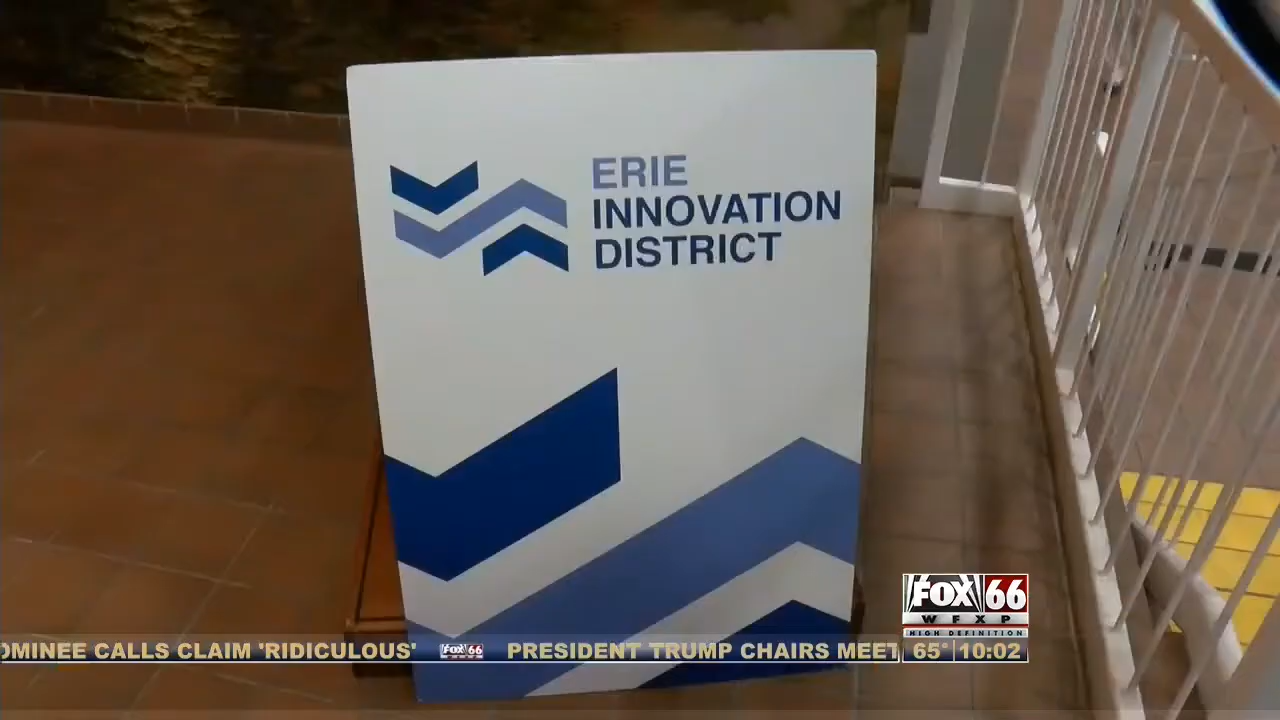 ERIE
INNOVATION
DISTRICT
FOX 66
WFXP
HIGH DEFINITION
OMINEE CALLS CLAIM 'RIDICULOUS' FOX 66 WFXP PRESIDENT TRUMP CHAIRS MEET
65° 10:02